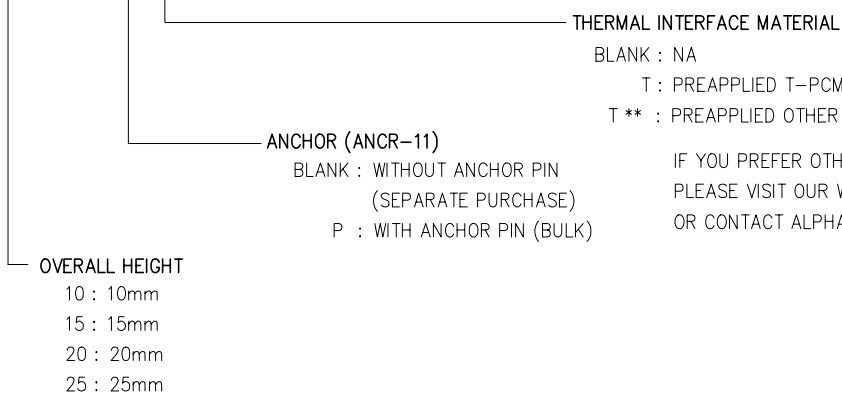 THERMAL INTERFACE MATERIAL
BLANK : NA
T : PREAPPLIED T-PCM
T ** : PREAPPLIED OTHER
IF YOU PREFER OTH
PLEASE VISIT OUR W
OR CONTACT ALPHA
ANCHOR (ANCR-11)
BLANK : WITHOUT ANCHOR PIN
(SEPARATE PURCHASE)
P : WITH ANCHOR PIN (BULK)
OVERALL HEIGHT
10 : 10mm
15 : 15mm
20 : 20mm
25 : 25mm